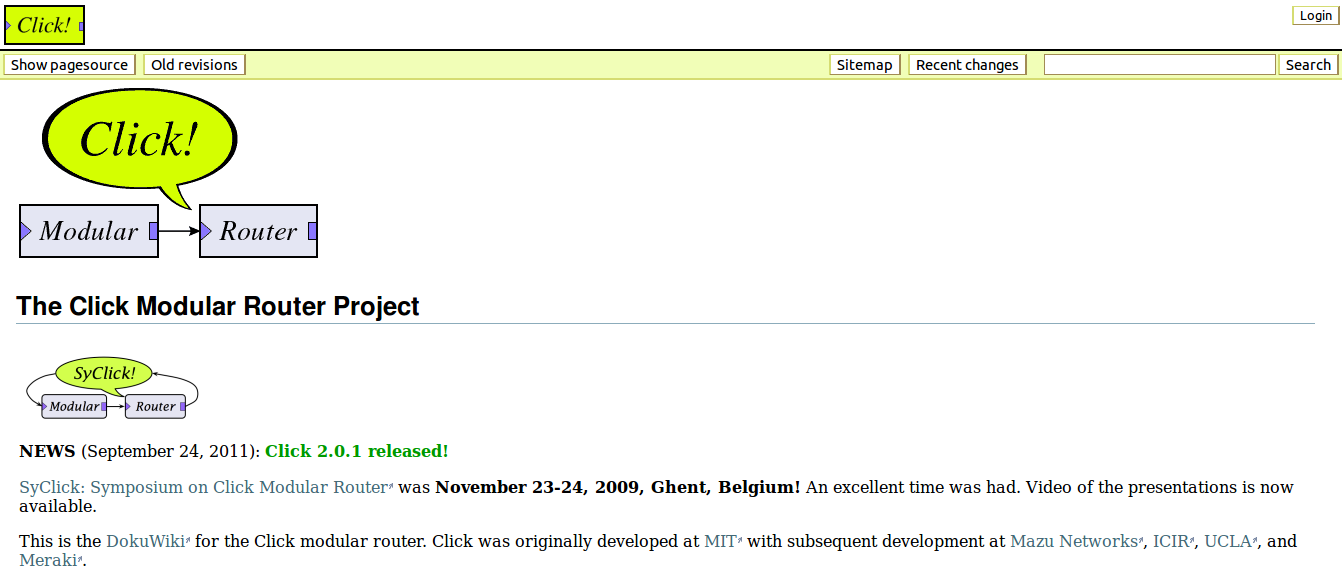 Click!
Login
Show pagesource Old revisions Sitemap Recent changes Search
Click!
Modular Router
The Click Modular Router Project
SyClick!
Modular Router
NEWS (September 24, 2011): Click 2.0.1 released!
SyClick: Symposium on Click Modular Router was November 23-24, 2009, Ghent, Belgium! An excellent time was had. Video of the presentations is now
available.
This is the DokuWiki for the Click modular router. Click was originally developed at MIT with subsequent development at Mazu Networks, ICIR, UCLA, and
Meraki.